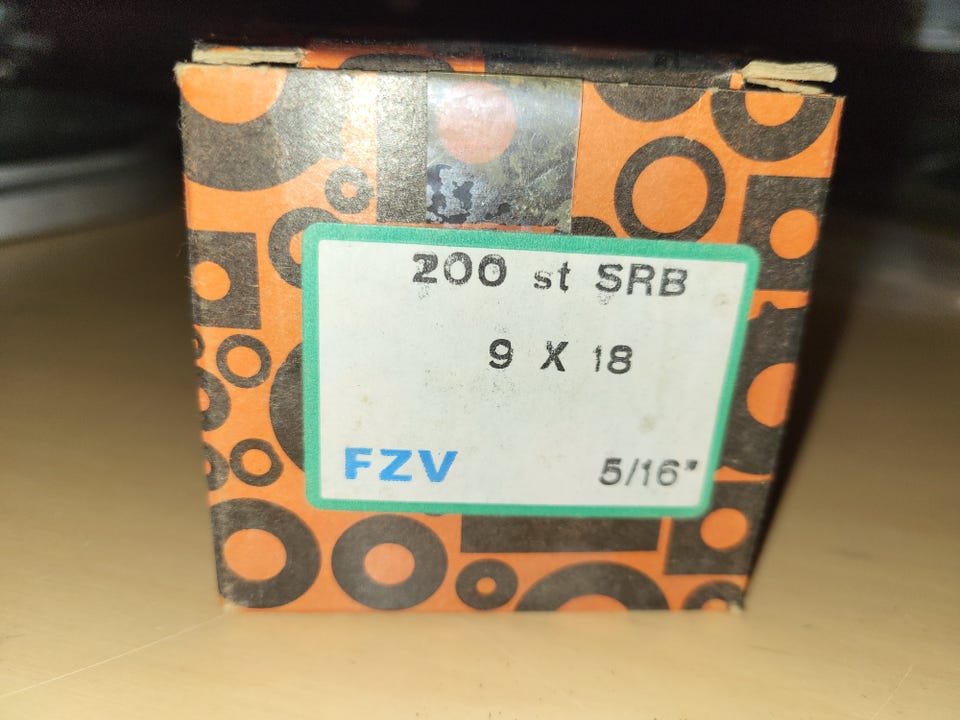 200 st SRB
9 X 18
FZV 5/16"